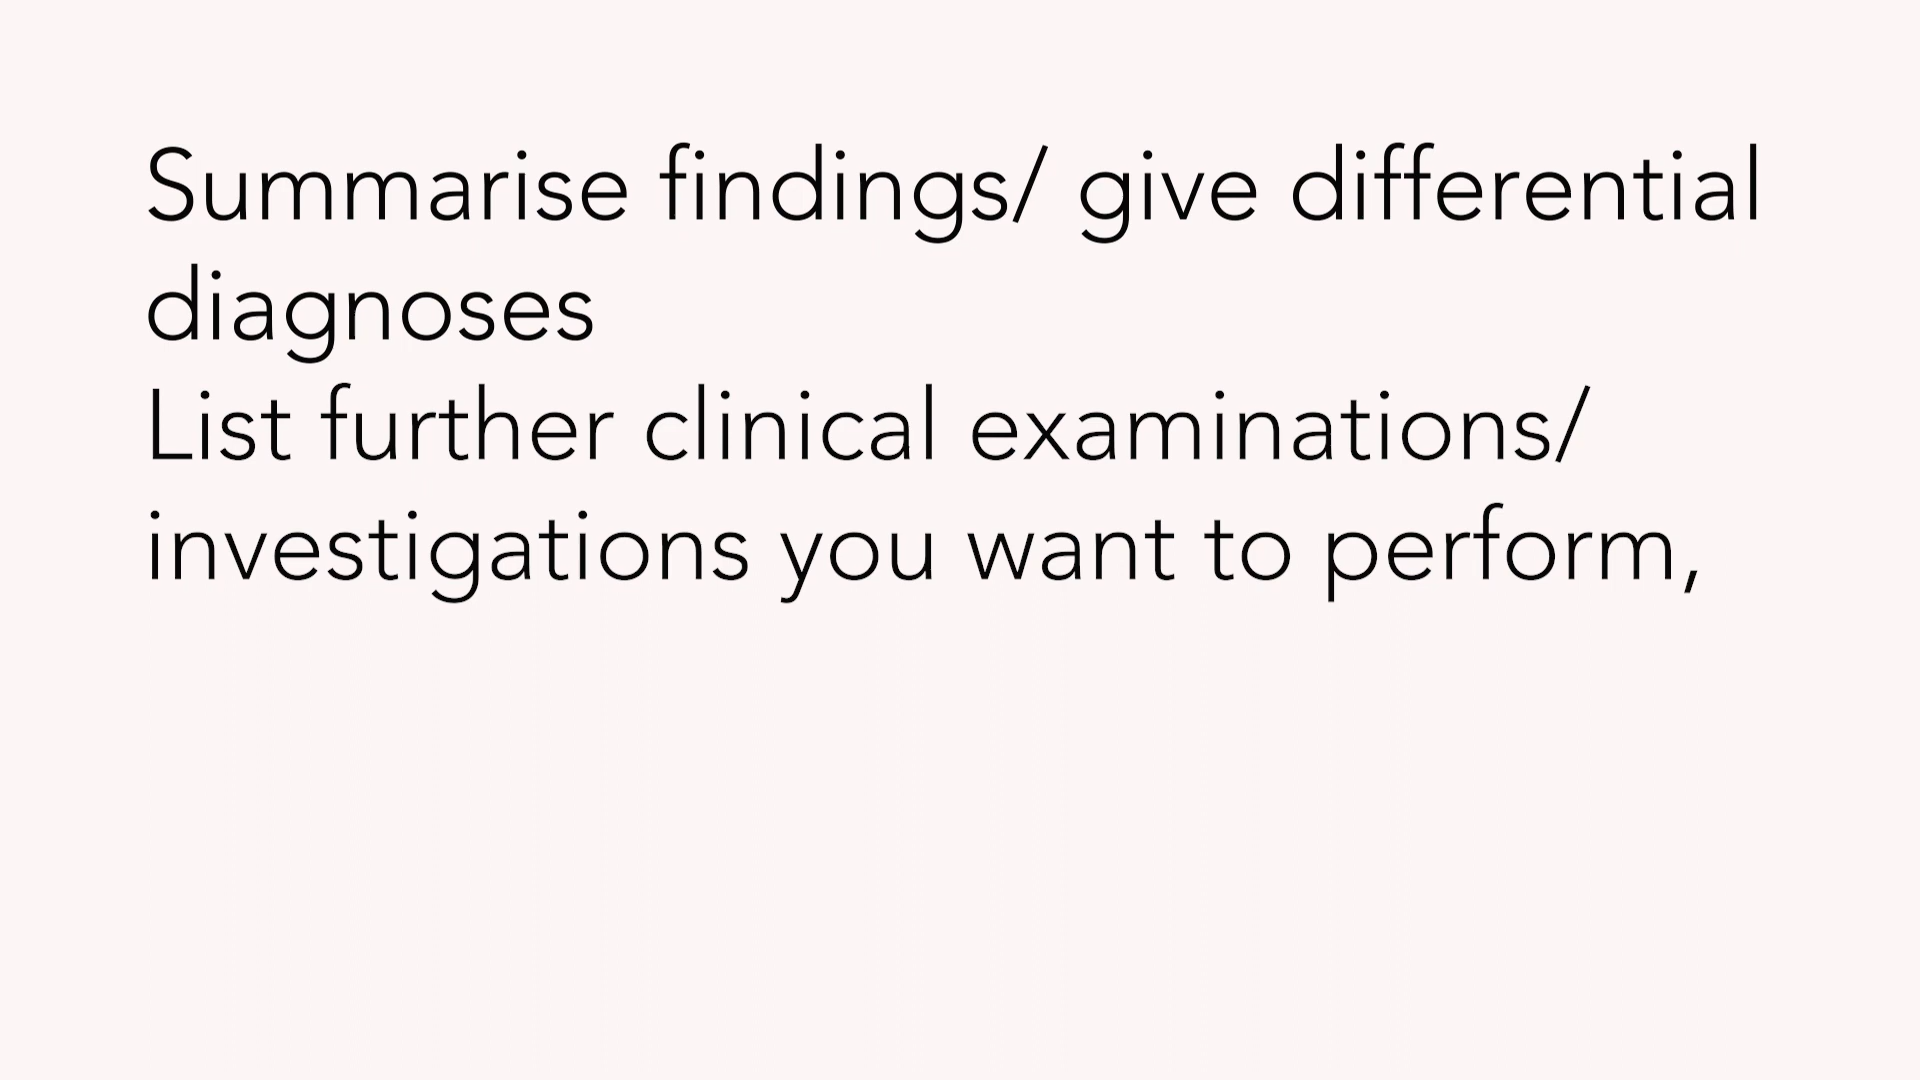 Summarise findings/ give differential
diagnoses
List further clinical examinations/
investigations you want to perform,